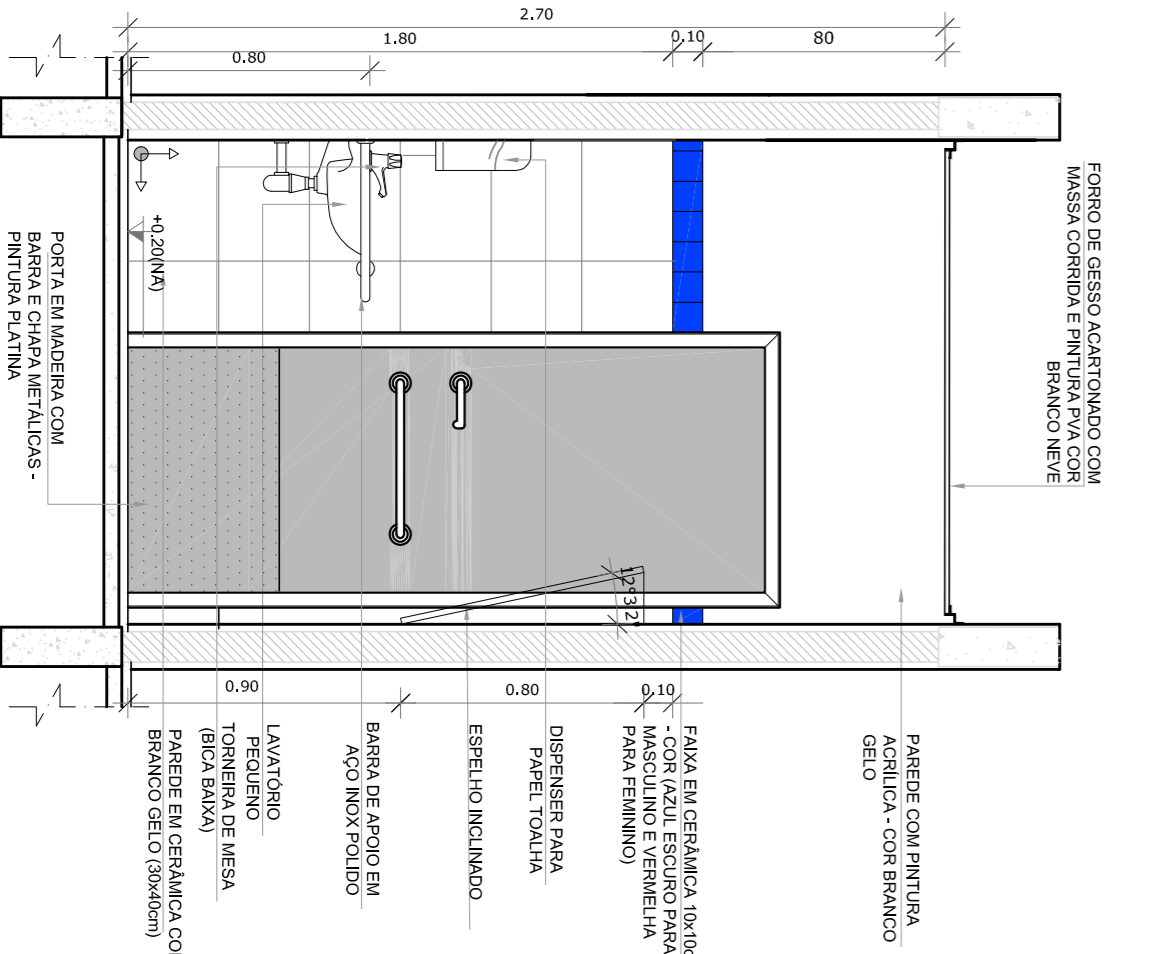 2.70
1.80
0.10
80
0.80
FORRO DE GESSO ACARTONADO COM
MASSA CORRIDA E PINTURA PVA COR
BRANCO NEVE
+0.20(NA)
PORTA EM MADEIRA COM
BARRA E CHAPA METÁLICAS -
PINTURA PLATINA
12°32'
0.90
0.80
0.10
PAREDE COM PINTURA
ACRÍLICA - COR BRANCO
GELO
FAIXA EM CERÂMICA 10x10c
- COR (AZUL ESCURO PARA
MASCULINO E VERMELHA
PARA FEMININO)
DISPENSER PARA
PAPEL TOALHA
ESPELHO INCLINADO
BARRA DE APOIO EM
AÇO INOX POLIDO
LAVATÓRIO
PEQUENO
TORNEIRA DE MESA
(BICA BAIXA)
PAREDE EM CERÂMICA CO
BRANCO GELO (30x40cm)